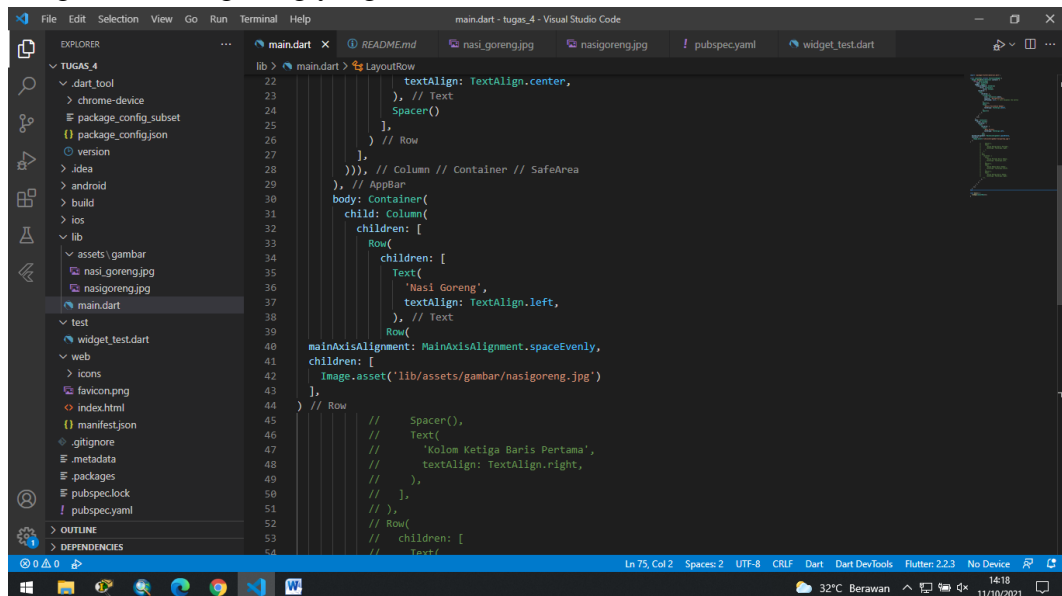 File Edit Selection View Go Run Terminal Help main.dart - tugas_4 - Visual Studio Code
EXPLORER
TUGAS_4
.dart_tool
chrome-device
package_config_subset
package_config.json
version
.idea
android
build
ios
lib
assets\gambar
nasi_goreng.jpg
nasigoreng.jpg
main.dart
test
widget_test.dart
web
icons
favicon.png
index.html
manifest.json
.gitignore
.metadata
.packages
pubspec.lock
pubspec.yaml
OUTLINE
DEPENDENCIES
main.dart README.md nasi_goreng.jpg nasigoreng.jpg pubspec.yaml widget_test.dart
lib > main.dart > LayoutRow
22 textAlign: TextAlign.center,
23 ), // Text
24 Spacer()
25 ],
26 ) // Row
27 ],
28 ))), // Column // Container // SafeArea
29 ), // AppBar
30 body: Container(
31 child: Column(
32 children: [
33 Row(
34 children: [
35 Text(
36 'Nasi Goreng',
37 textAlign: TextAlign.left,
38 ), // Text
39 Row(
40 mainAxisAlignment: MainAxisAlignment.spaceEvenly,
41 children: [
42 Image.asset('lib/assets/gambar/nasigoreng.jpg')
43 ],
44 ) // Row
45 // Spacer(),
46 // Text(
47 // 'Kolom Ketiga Baris Pertama',
48 // textAlign: TextAlign.right,
49 // ),
50 // ],
51 // ),
52 // Row(
53 // children: [
54 // Text(
0 0 Ln 75, Col 2 Spaces: 2 UTF-8 CRLF Dart Dart DevTools Flutter: 2.2.3 No Device
32°C Berawan 14:18
11/10/2021